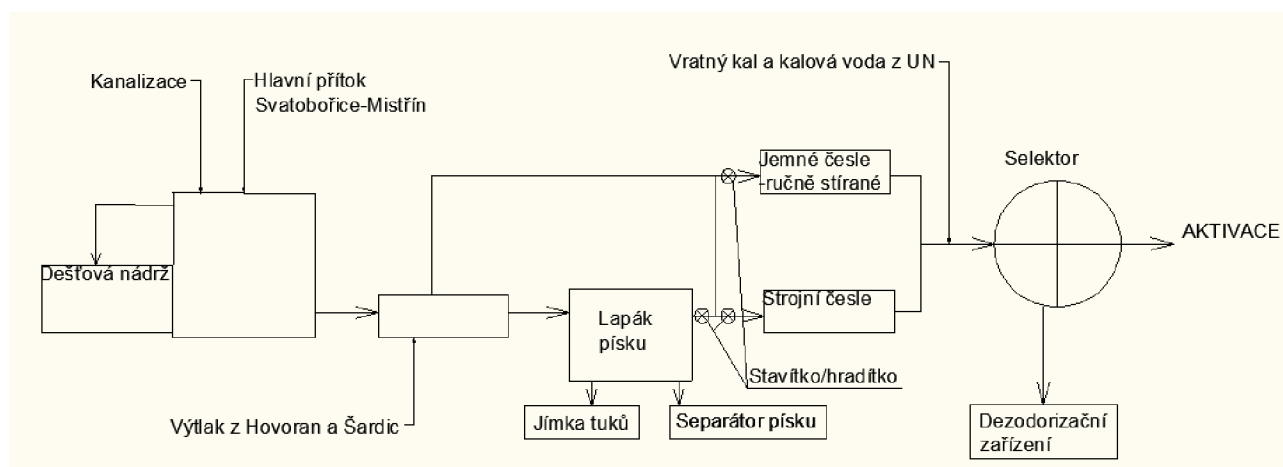 Vratný kal a kalová voda z UN
Kanalizace
Hlavní přítok
Svatobořice-Mistřín
Jemné česle
-ručně stírané
Selektor
AKTIVACE
Dešťová nádrž
Strojní česle
Lapák
písku
Stavítko/hradítko
Výtlak z Hovoran a Šardic
Jímka tuků
Separátor písku
Dezodorizační
zařízení